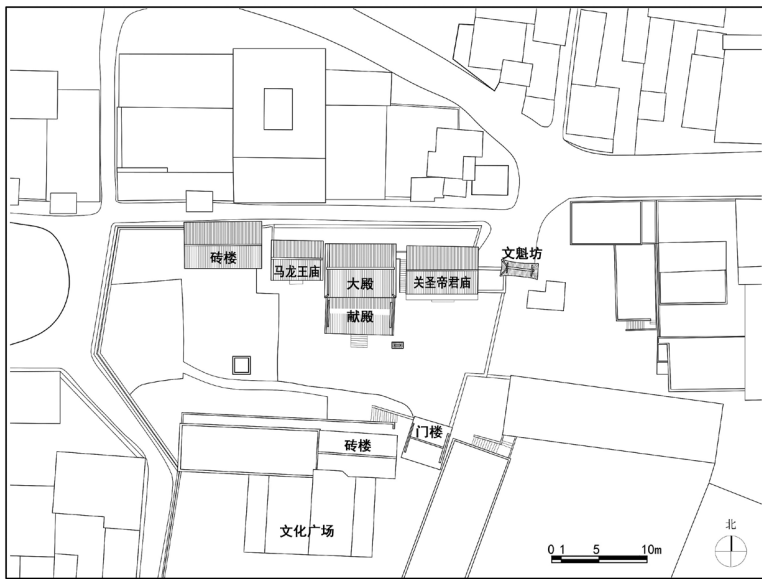 文魁坊
砖楼
马龙王庙
大殿
关圣帝君庙
献殿
门楼
砖楼
文化广场
北
0 1 5 10m